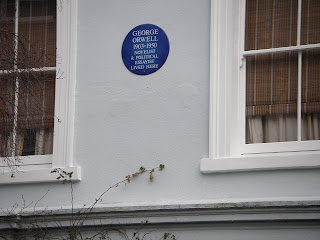 GEORGE
ORWELL
1903-1950
NOVELIST
& POLITICAL
ESSAYIST
LIVED HERE